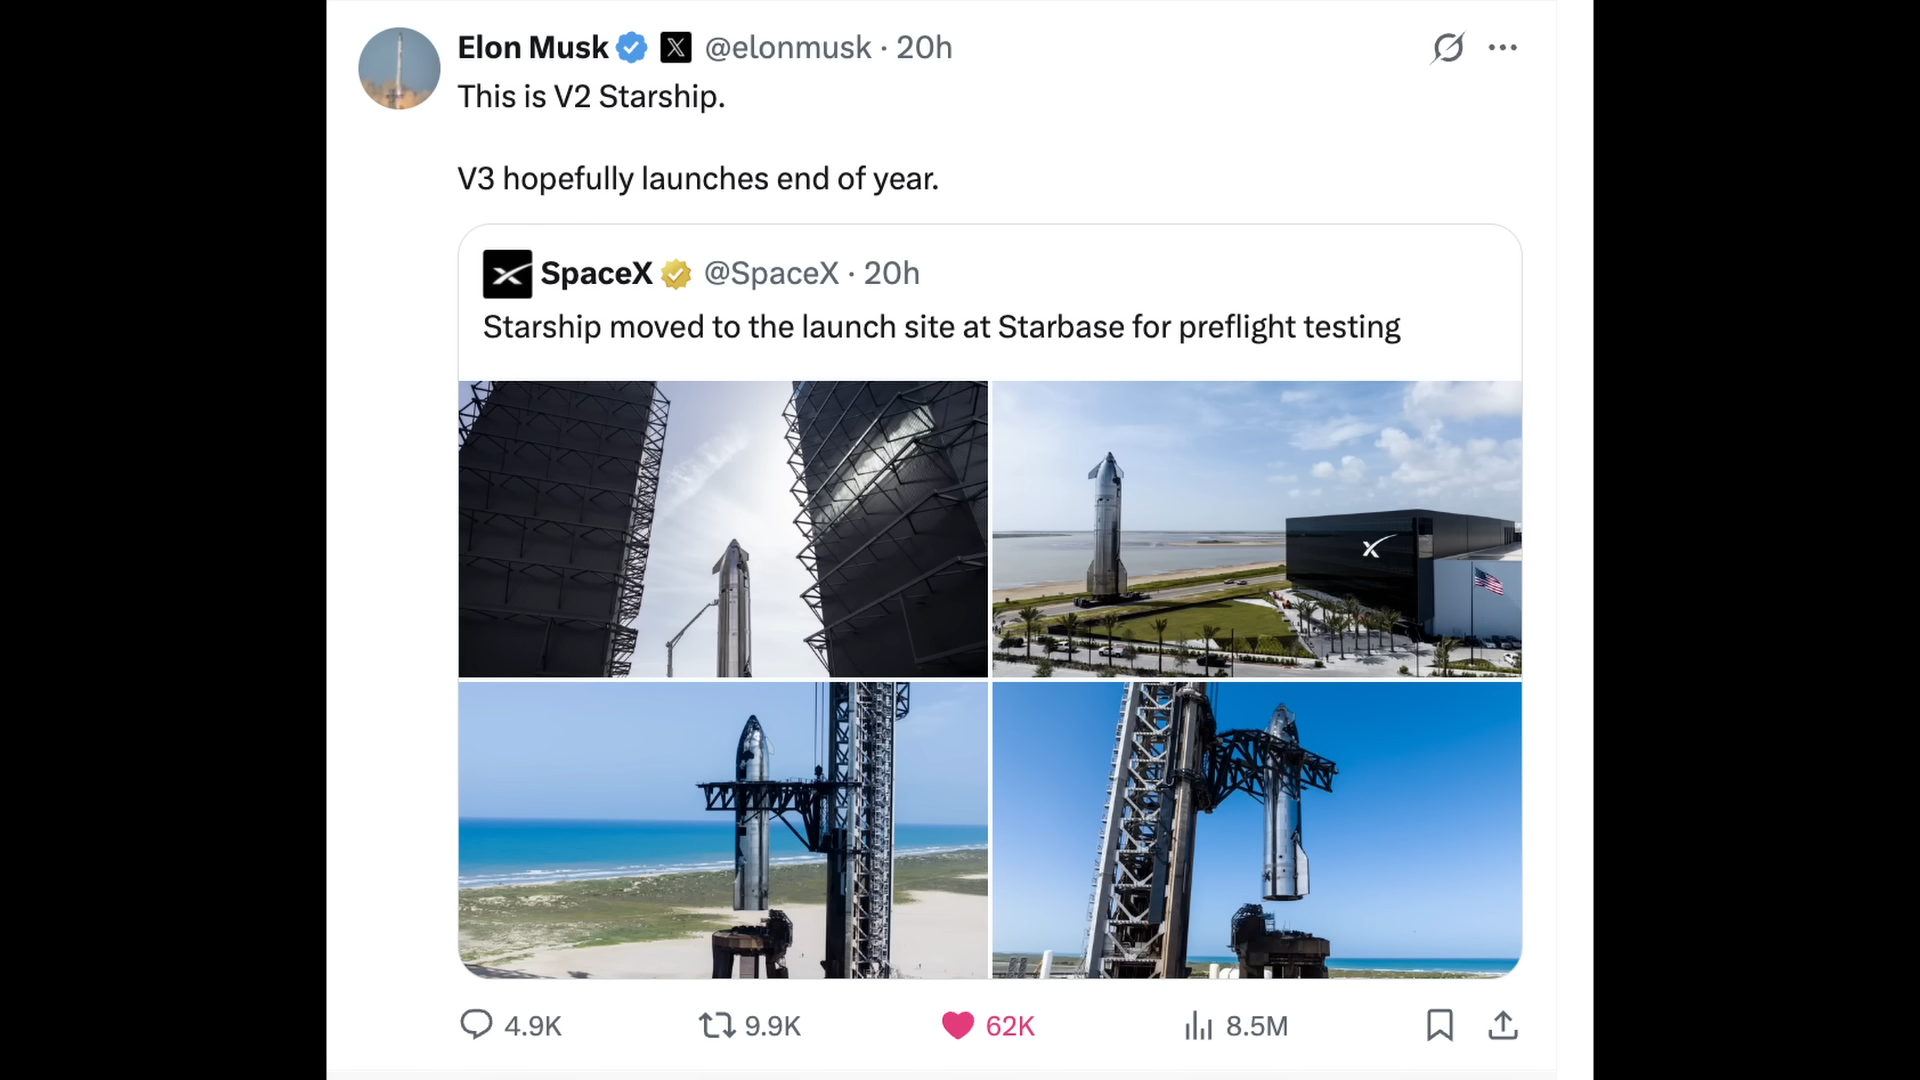 Elon Musk @elonmusk · 20h
This is V2 Starship.
V3 hopefully launches end of year.
SpaceX @SpaceX · 20h
Starship moved to the launch site at Starbase for preflight testing
4.9K 9.9K 62K 8.5M